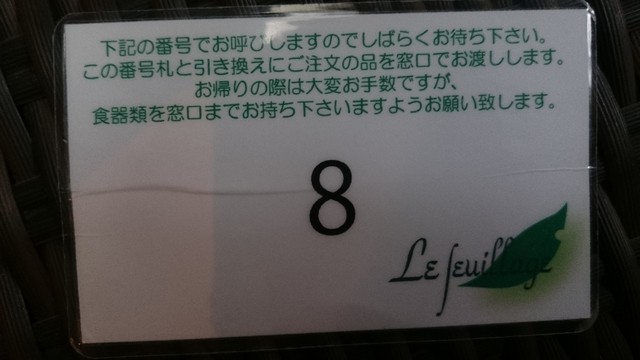 下記の番号でお呼びしますのでしばらくお待ち下さい。
この番号札と引き換えにご注文の品を窓口でお渡しします。
お帰りの際は大変お手数ですが、
食器類を窓口までお持ち下さいますようお願い致します。
8
Le feuillage